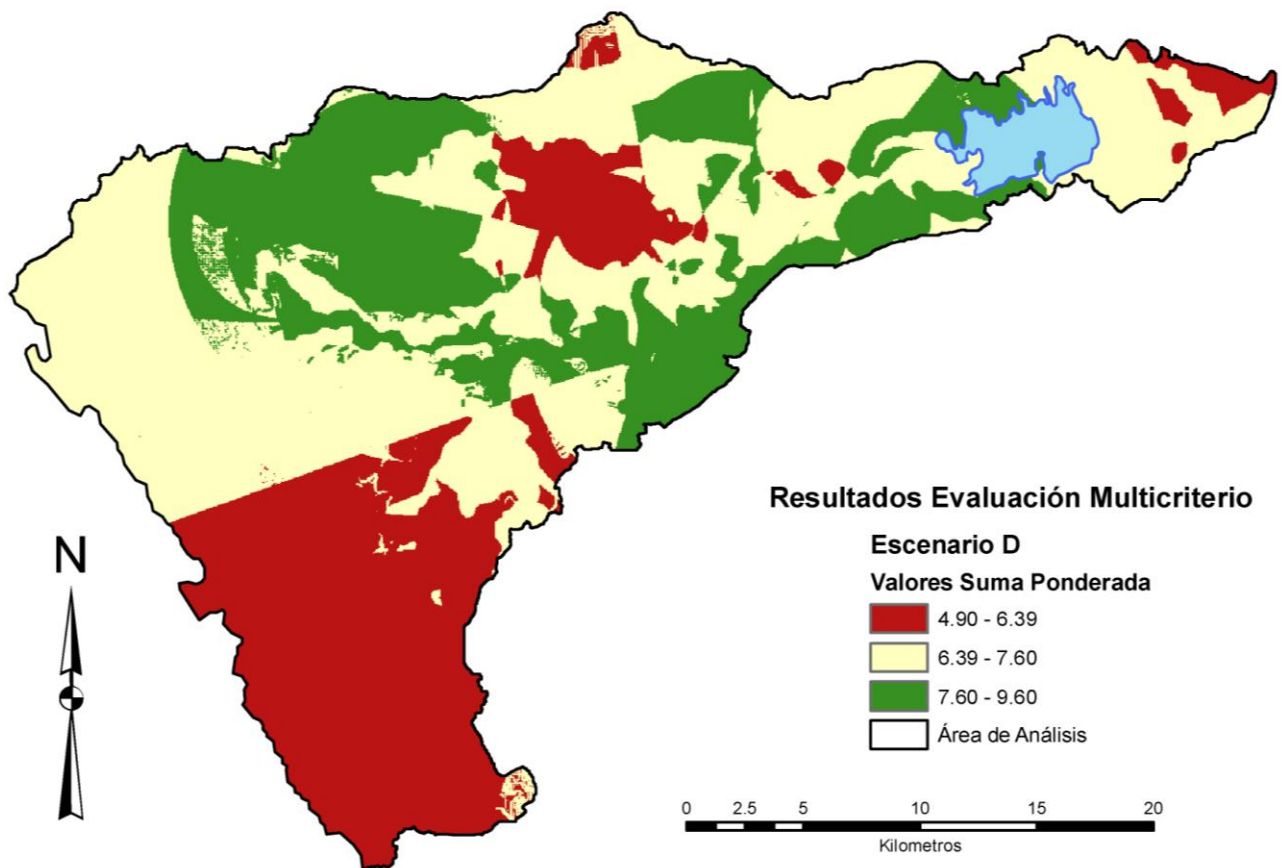 Resultados Evaluación Multicriterio
Escenario D
Valores Suma Ponderada
4.90 - 6.39
6.39 - 7.60
7.60 - 9.60
Área de Análisis
N
0 2.5 5 10 15 20
Kilometros